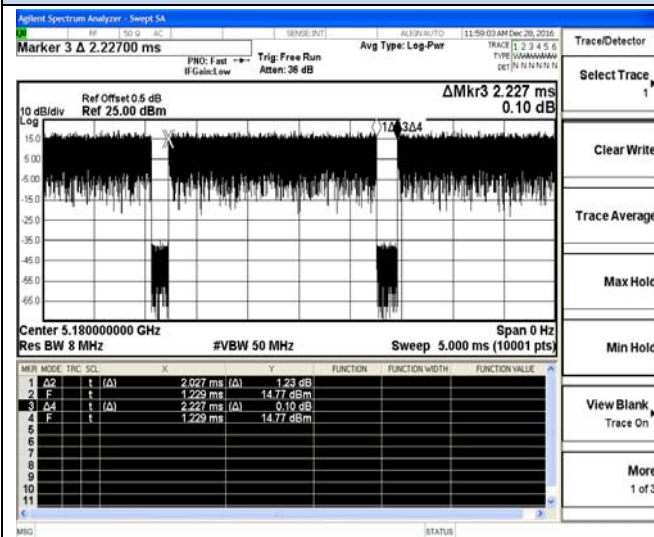 Agilent Spectrum Analyzer - Swept SA
RF 50 Ω AC SENSE:INT ALIGN AUTO 11:59:03 AM Dec 28, 2016
Marker 3 Δ 2.22700 ms
PNO: Fast
IFGain:Low
Trig: Free Run
Atten: 36 dB
Avg Type: Log-Pwr
TRACE 1 2 3 4 5 6
TYPE
DET N N N N N N
Trace/Detector
Ref Offset 0.5 dB
Ref 25.00 dBm
ΔMkr3 2.227 ms
0.10 dB
10 dB/div
Log
15.0
5.00
-5.00
-15.0
-25.0
-35.0
-45.0
-55.0
-65.0
1Δ2
3Δ4
Center 5.180000000 GHz Span 0 Hz
Res BW 8 MHz #VBW 50 MHz Sweep 5.000 ms (10001 pts)
MKR MODE TRC SCL X Y FUNCTION FUNCTION WIDTH FUNCTION VALUE
1 Δ2 t (Δ) 2.027 ms (Δ) 1.23 dB
2 F t 1.229 ms 14.77 dBm
3 Δ4 t (Δ) 2.227 ms (Δ) 0.10 dB
4 F t 1.229 ms 14.77 dBm
5
6
7
8
9
10
11
MSG STATUS
Select Trace
1
Clear Write
Trace Average
Max Hold
Min Hold
View Blank
Trace On
More
1 of 3